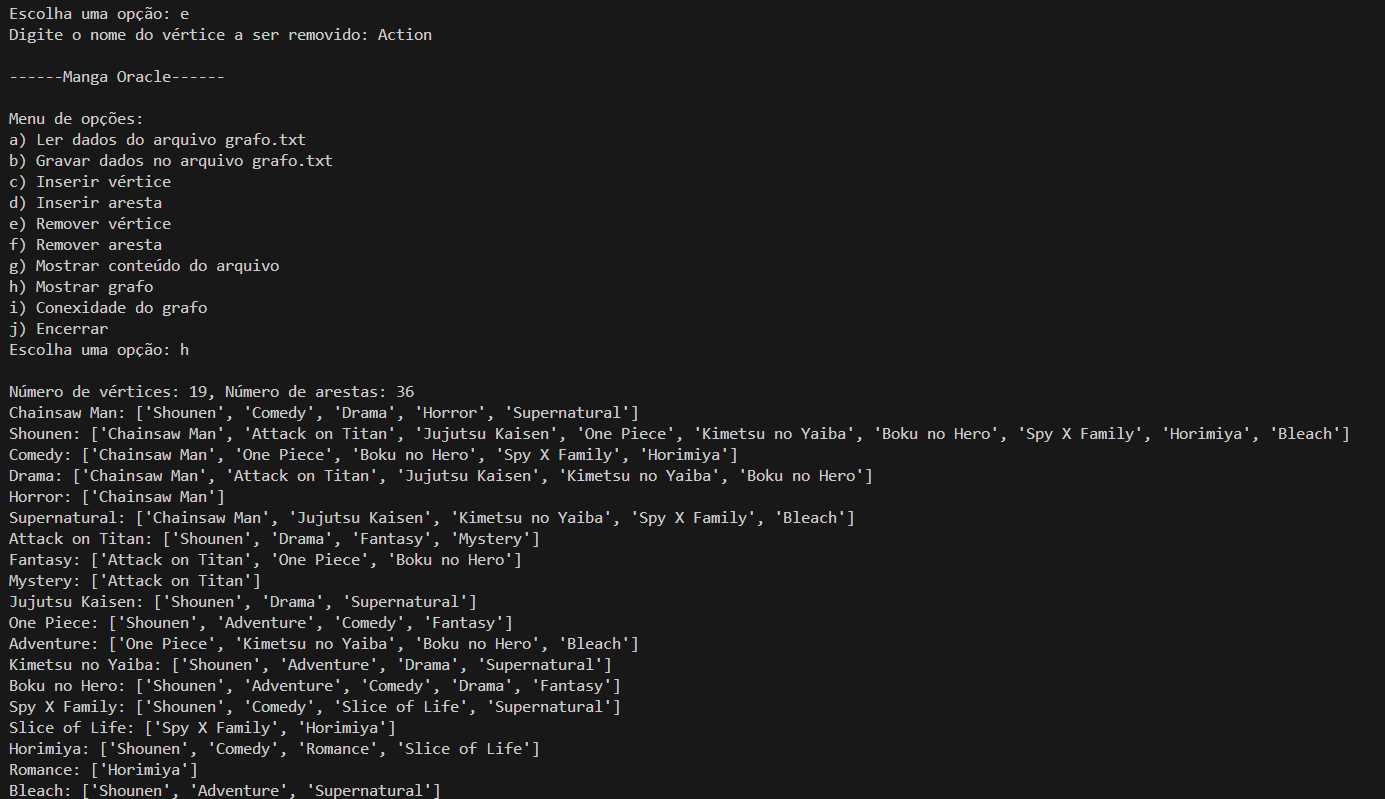 Escolha uma opção: e
Digite o nome do vértice a ser removido: Action
------Manga Oracle------
Menu de opções:
a) Ler dados do arquivo grafo.txt
b) Gravar dados no arquivo grafo.txt
c) Inserir vértice
d) Inserir aresta
e) Remover vértice
f) Remover aresta
g) Mostrar conteúdo do arquivo
h) Mostrar grafo
i) Conexidade do grafo
j) Encerrar
Escolha uma opção: h
Número de vértices: 19, Número de arestas: 36
Chainsaw Man: ['Shounen', 'Comedy', 'Drama', 'Horror', 'Supernatural']
Shounen: ['Chainsaw Man', 'Attack on Titan', 'Jujutsu Kaisen', 'One Piece', 'Kimetsu no Yaiba', 'Boku no Hero', 'Spy X Family', 'Horimiya', 'Bleach']
Comedy: ['Chainsaw Man', 'One Piece', 'Boku no Hero', 'Spy X Family', 'Horimiya']
Drama: ['Chainsaw Man', 'Attack on Titan', 'Jujutsu Kaisen', 'Kimetsu no Yaiba', 'Boku no Hero']
Horror: ['Chainsaw Man']
Supernatural: ['Chainsaw Man', 'Jujutsu Kaisen', 'Kimetsu no Yaiba', 'Spy X Family', 'Bleach']
Attack on Titan: ['Shounen', 'Drama', 'Fantasy', 'Mystery']
Fantasy: ['Attack on Titan', 'One Piece', 'Boku no Hero']
Mystery: ['Attack on Titan']
Jujutsu Kaisen: ['Shounen', 'Drama', 'Supernatural']
One Piece: ['Shounen', 'Adventure', 'Comedy', 'Fantasy']
Adventure: ['One Piece', 'Kimetsu no Yaiba', 'Boku no Hero', 'Bleach']
Kimetsu no Yaiba: ['Shounen', 'Adventure', 'Drama', 'Supernatural']
Boku no Hero: ['Shounen', 'Adventure', 'Comedy', 'Drama', 'Fantasy']
Spy X Family: ['Shounen', 'Comedy', 'Slice of Life', 'Supernatural']
Slice of Life: ['Spy X Family', 'Horimiya']
Horimiya: ['Shounen', 'Comedy', 'Romance', 'Slice of Life']
Romance: ['Horimiya']
Bleach: ['Shounen', 'Adventure', 'Supernatural']